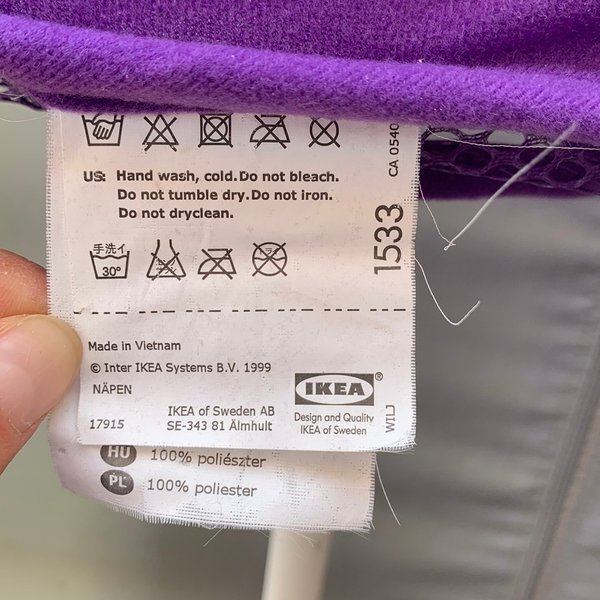 US: Hand wash, cold.Do not bleach.
Do not tumble dry.Do not iron.
Do not dryclean.
CA 0540
1533
手洗イ
30°
Made in Vietnam
© Inter IKEA Systems B.V. 1999
NÄPEN
17915
IKEA of Sweden AB
SE-343 81 Älmhult
IKEA®
Design and Quality
IKEA of Sweden
WILJ
HU 100% poliészter
PL 100% poliester